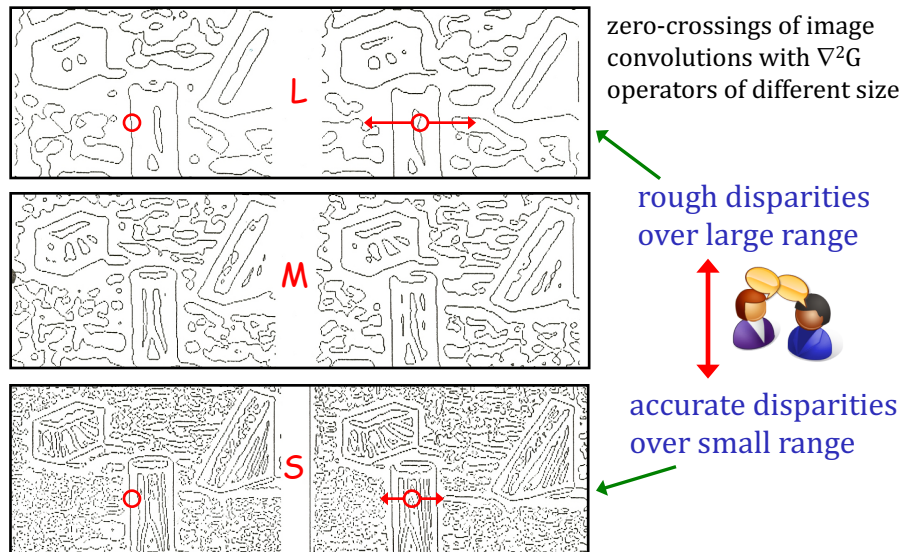 zero-crossings of image
convolutions with ∇²G
operators of different size
L
rough disparities
over large range
M
accurate disparities
over small range
S